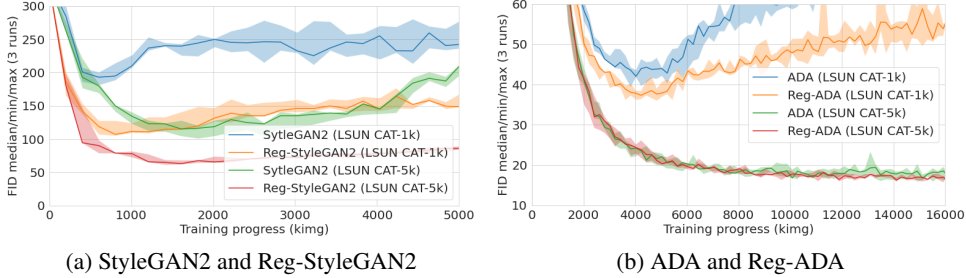 FID median/min/max (3 runs)
300
250
200
150
100
50
0
SytleGAN2 (LSUN CAT-1k)
Reg-StyleGAN2 (LSUN CAT-1k)
SytleGAN2 (LSUN CAT-5k)
Reg-StyleGAN2 (LSUN CAT-5k)
0 1000 2000 3000 4000 5000
Training progress (kimg)
(a) StyleGAN2 and Reg-StyleGAN2
FID median/min/max (3 runs)
60
50
40
30
20
10
ADA (LSUN CAT-1k)
Reg-ADA (LSUN CAT-1k)
ADA (LSUN CAT-5k)
Reg-ADA (LSUN CAT-5k)
0 2000 4000 6000 8000 10000 12000 14000 16000
Training progress (kimg)
(b) ADA and Reg-ADA